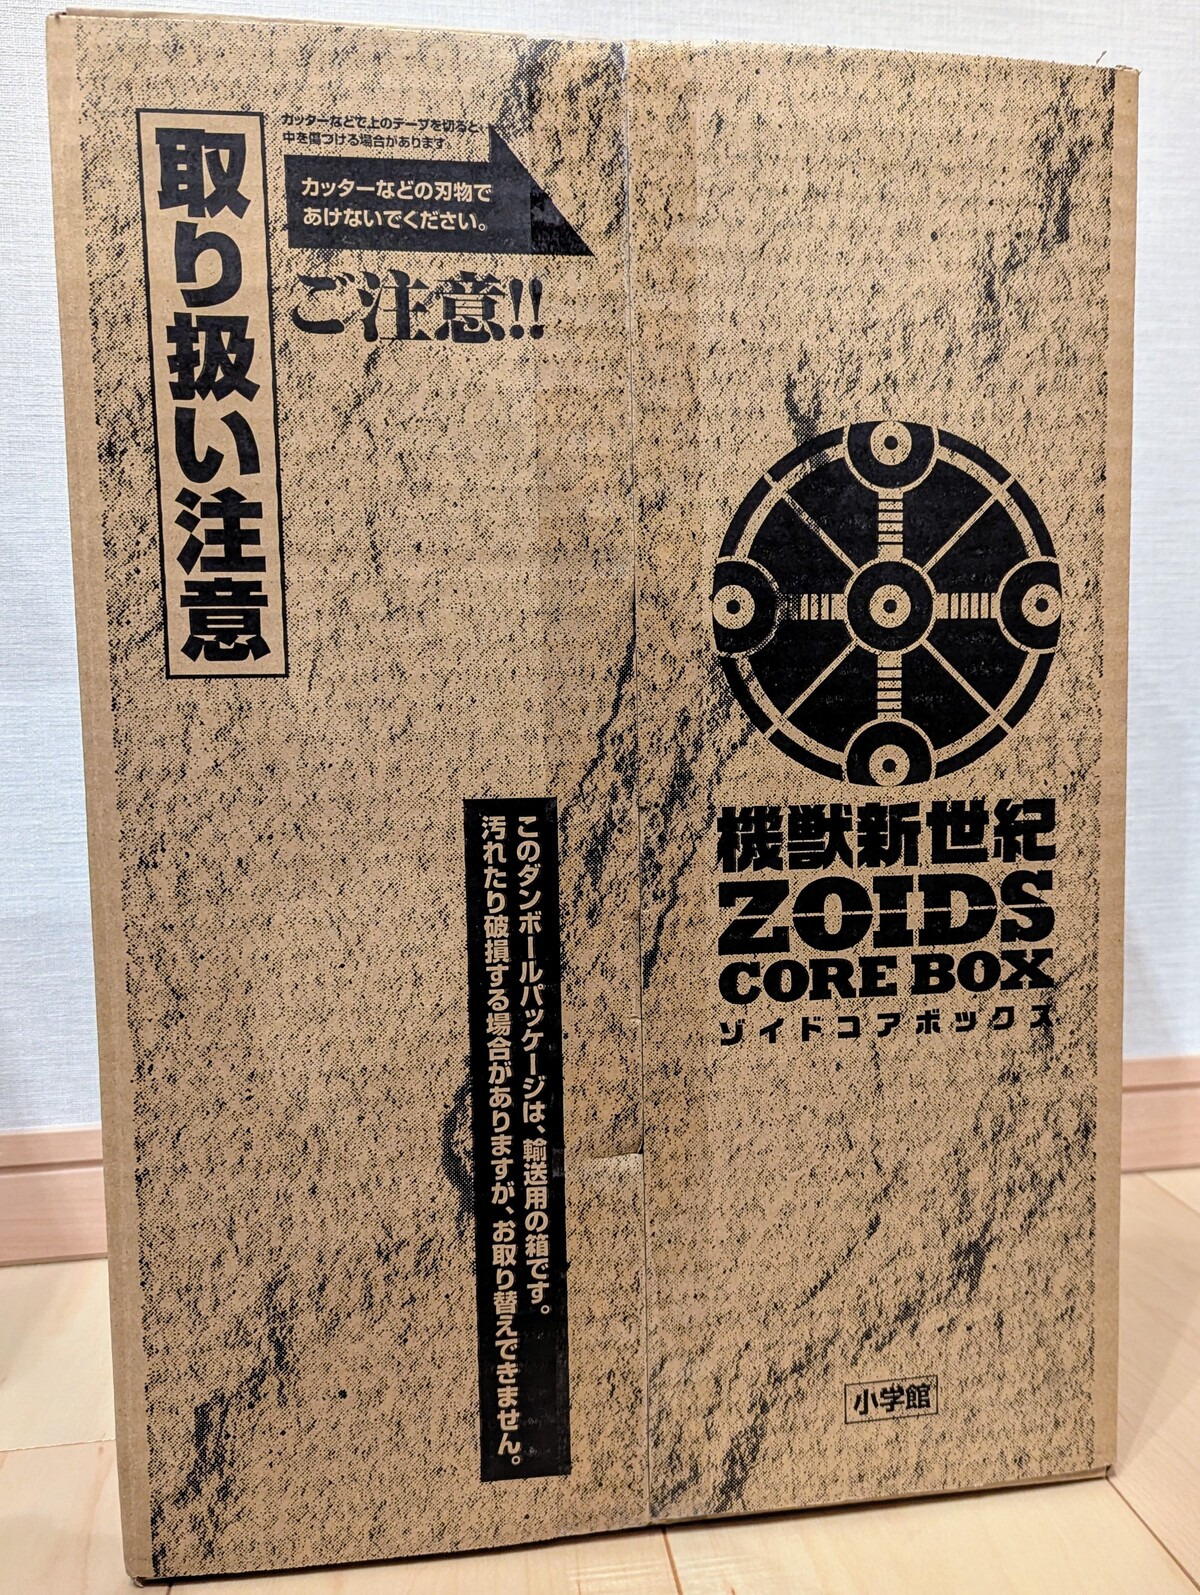 取り扱い注意
カッターなどで上のテープを切ると、
中を傷つける場合があります。
カッターなどの刃物で
あけないでください。
ご注意!!
機獣新世紀
ZOIDS
CORE BOX
ゾイドコアボックス
このダンボールパッケージは、輸送用の箱です。
汚れたり破損する場合がありますが、お取り替えできません。
小学館